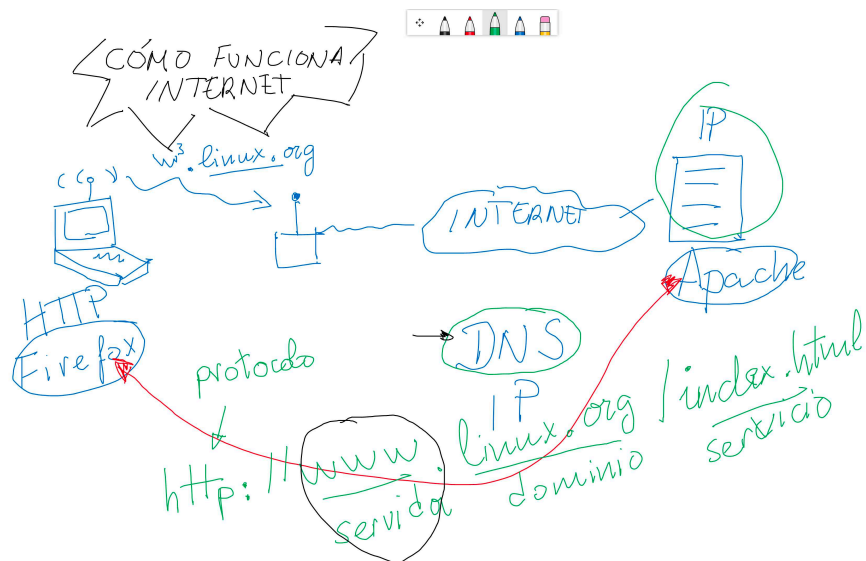 CÓMO FUNCIONA
INTERNET
w³.linux.org
IP
INTERNET
Apache
HTTP
Firefox
DNS
IP
protocolo
http://www.linux.org/index.html
servidor
dominio
servicio